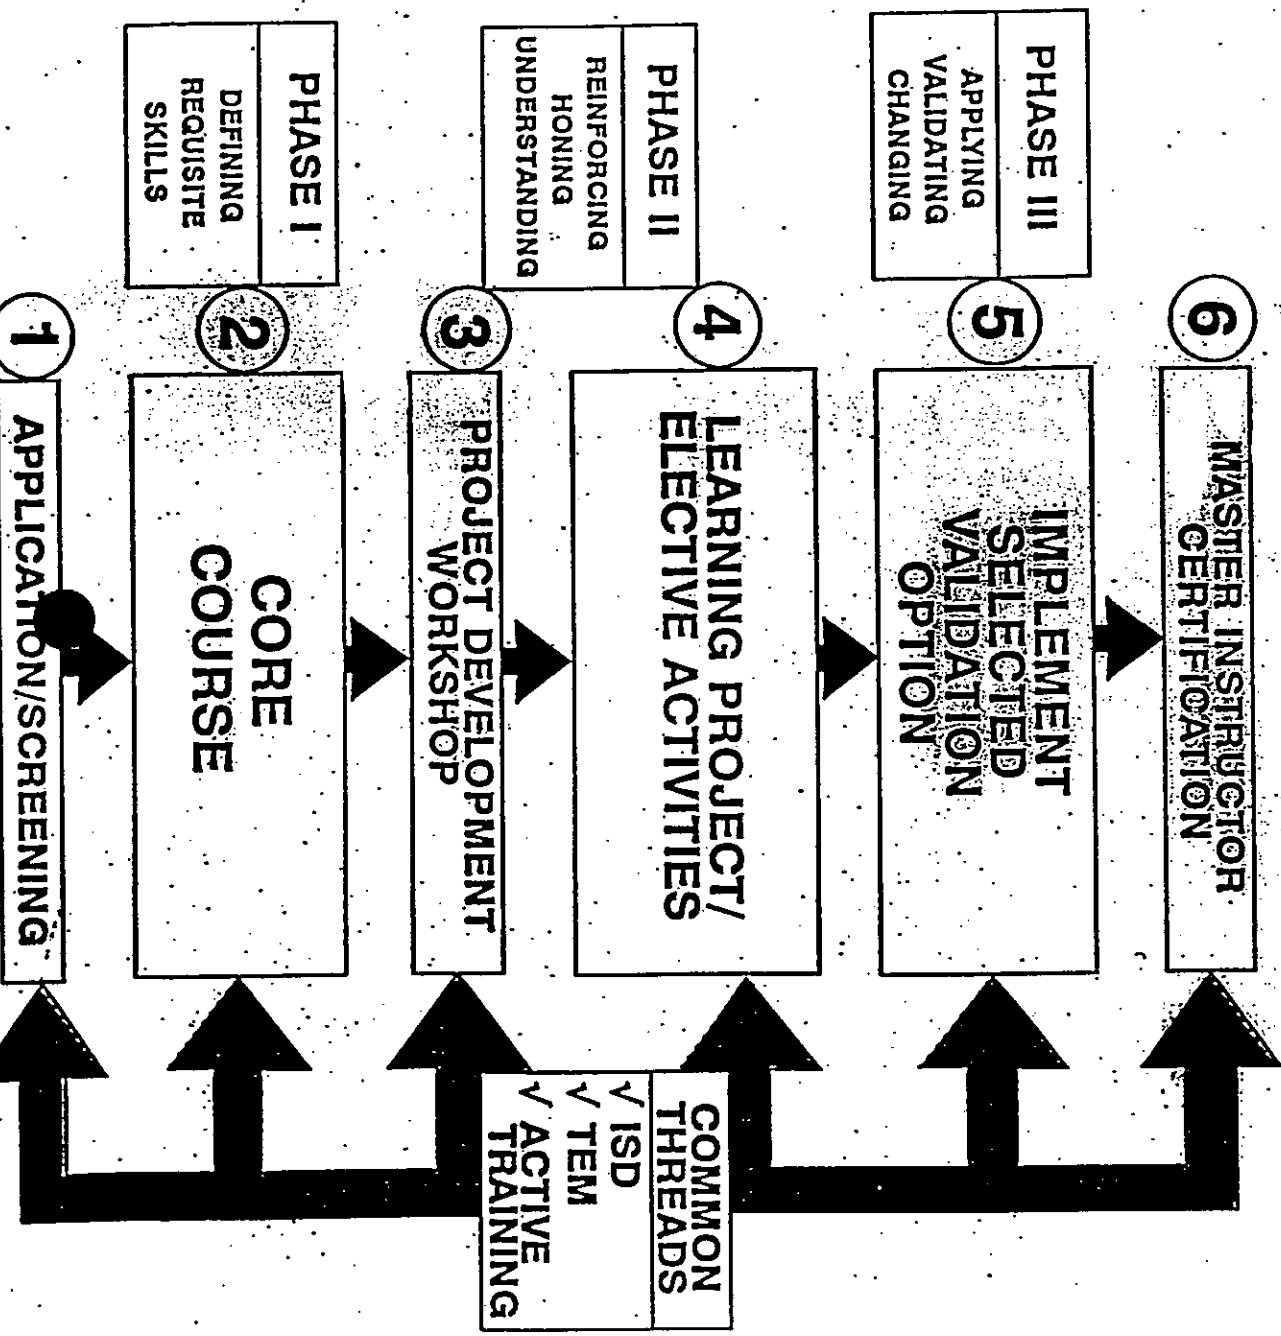 PHASE I
DEFINING
REQUISITE
SKILLS
PHASE II
REINFORCING
HONING
UNDERSTANDING
PHASE III
APPLYING
VALIDATING
CHANGING
1
APPLICATION/SCREENING
2
CORE
COURSE
3
PROJECT DEVELOPMENT
WORKSHOP
4
LEARNING PROJECT/
ELECTIVE ACTIVITIES
5
IMPLEMENT
SELECTED
VALIDATION
OPTION
6
MASTER INSTRUCTOR
CERTIFICATION
COMMON
THREADS
√ ISD
√ TEM
√ ACTIVE
TRAINING